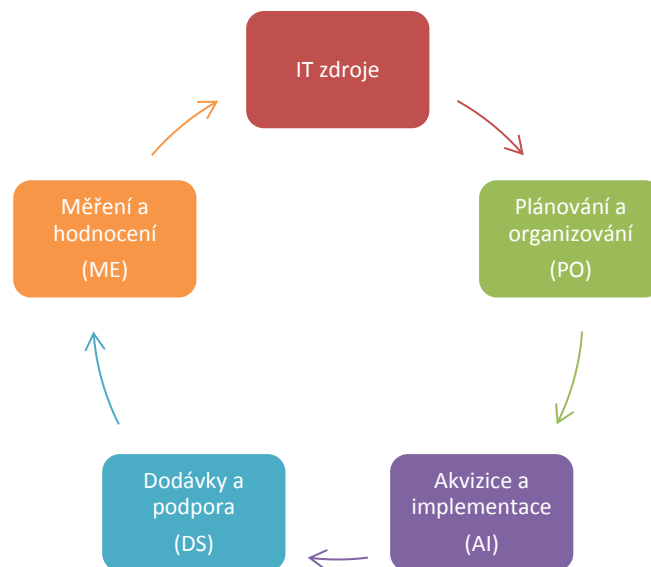 IT zdroje
Plánování a
organizování
(PO)
Akvizice a
implementace
(AI)
Dodávky a
podpora
(DS)
Měření a
hodnocení
(ME)